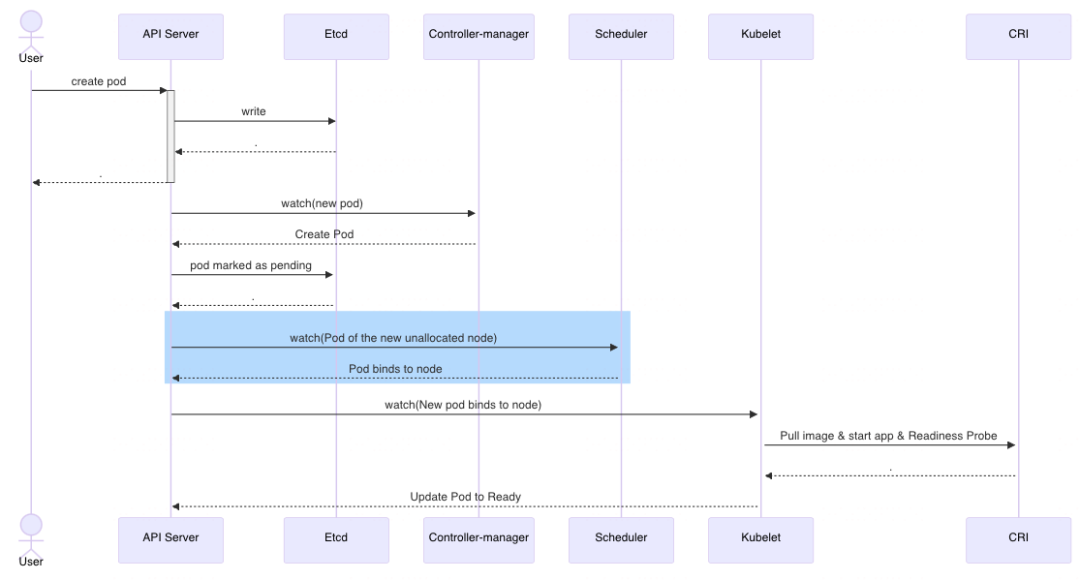 API Server
Etcd
Controller-manager
Scheduler
Kubelet
CRI
User
create pod
write
.
.
watch(new pod)
Create Pod
pod marked as pending
.
watch(Pod of the new unallocated node)
Pod binds to node
watch(New pod binds to node)
Pull image & start app & Readiness Probe
.
Update Pod to Ready
API Server
Etcd
Controller-manager
Scheduler
Kubelet
CRI
User